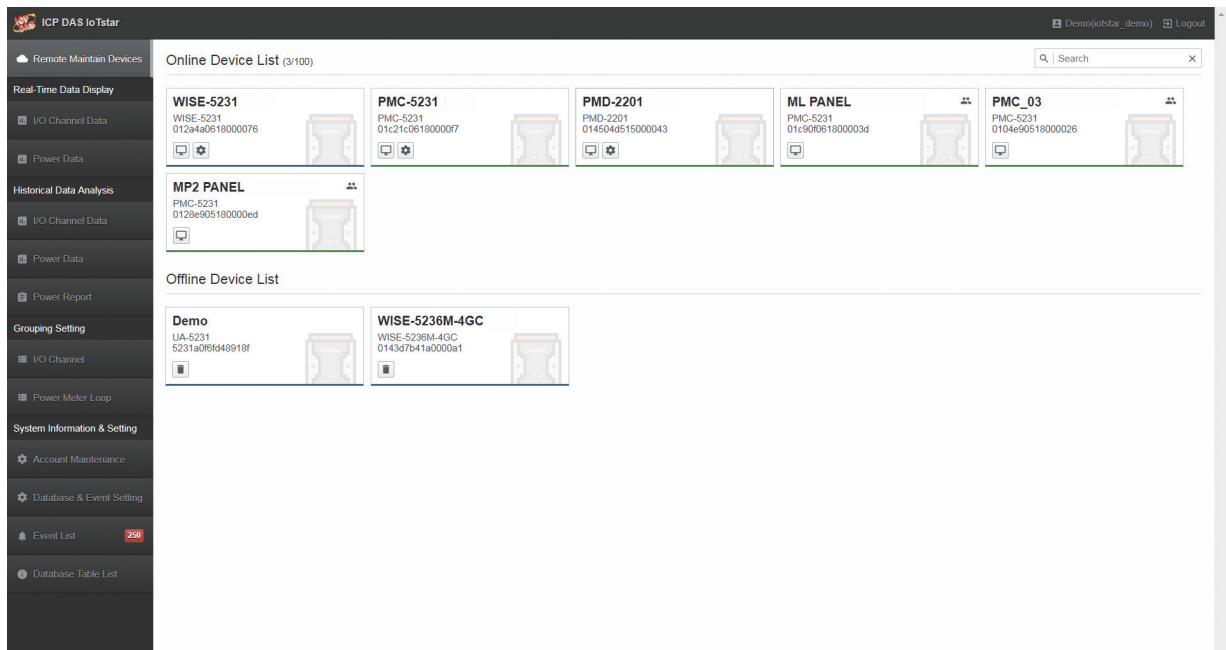 ICP DAS IoTstar
Demo(iotstar_demo) Logout
Remote Maintain Devices
Real-Time Data Display
I/O Channel Data
Power Data
Historical Data Analysis
I/O Channel Data
Power Data
Power Report
Grouping Setting
I/O Channel
Power Meter Loop
System Information & Setting
Account Maintenance
Database & Event Setting
Event List 250
Database Table List
Online Device List (3/100)
Search
WISE-5231
WISE-5231
012a4a0618000076
PMC-5231
PMC-5231
01c21c06180000f7
PMD-2201
PMD-2201
014504d515000043
ML PANEL
PMC-5231
01c90f061800003d
PMC_03
PMC-5231
0104e90518000026
MP2 PANEL
PMC-5231
0128e905180000ed
Offline Device List
Demo
UA-5231
5231a0f6fd48918f
WISE-5236M-4GC
WISE-5236M-4GC
0143d7b41a0000a1